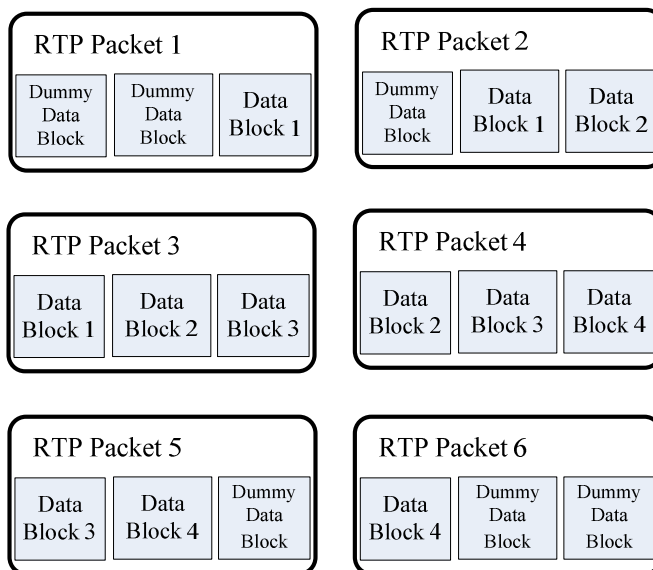 RTP Packet 1
Dummy
Data
Block
Dummy
Data
Block
Data
Block 1
RTP Packet 2
Dummy
Data
Block
Data
Block 1
Data
Block 2
RTP Packet 3
Data
Block 1
Data
Block 2
Data
Block 3
RTP Packet 4
Data
Block 2
Data
Block 3
Data
Block 4
RTP Packet 5
Data
Block 3
Data
Block 4
Dummy
Data
Block
RTP Packet 6
Data
Block 4
Dummy
Data
Block
Dummy
Data
Block